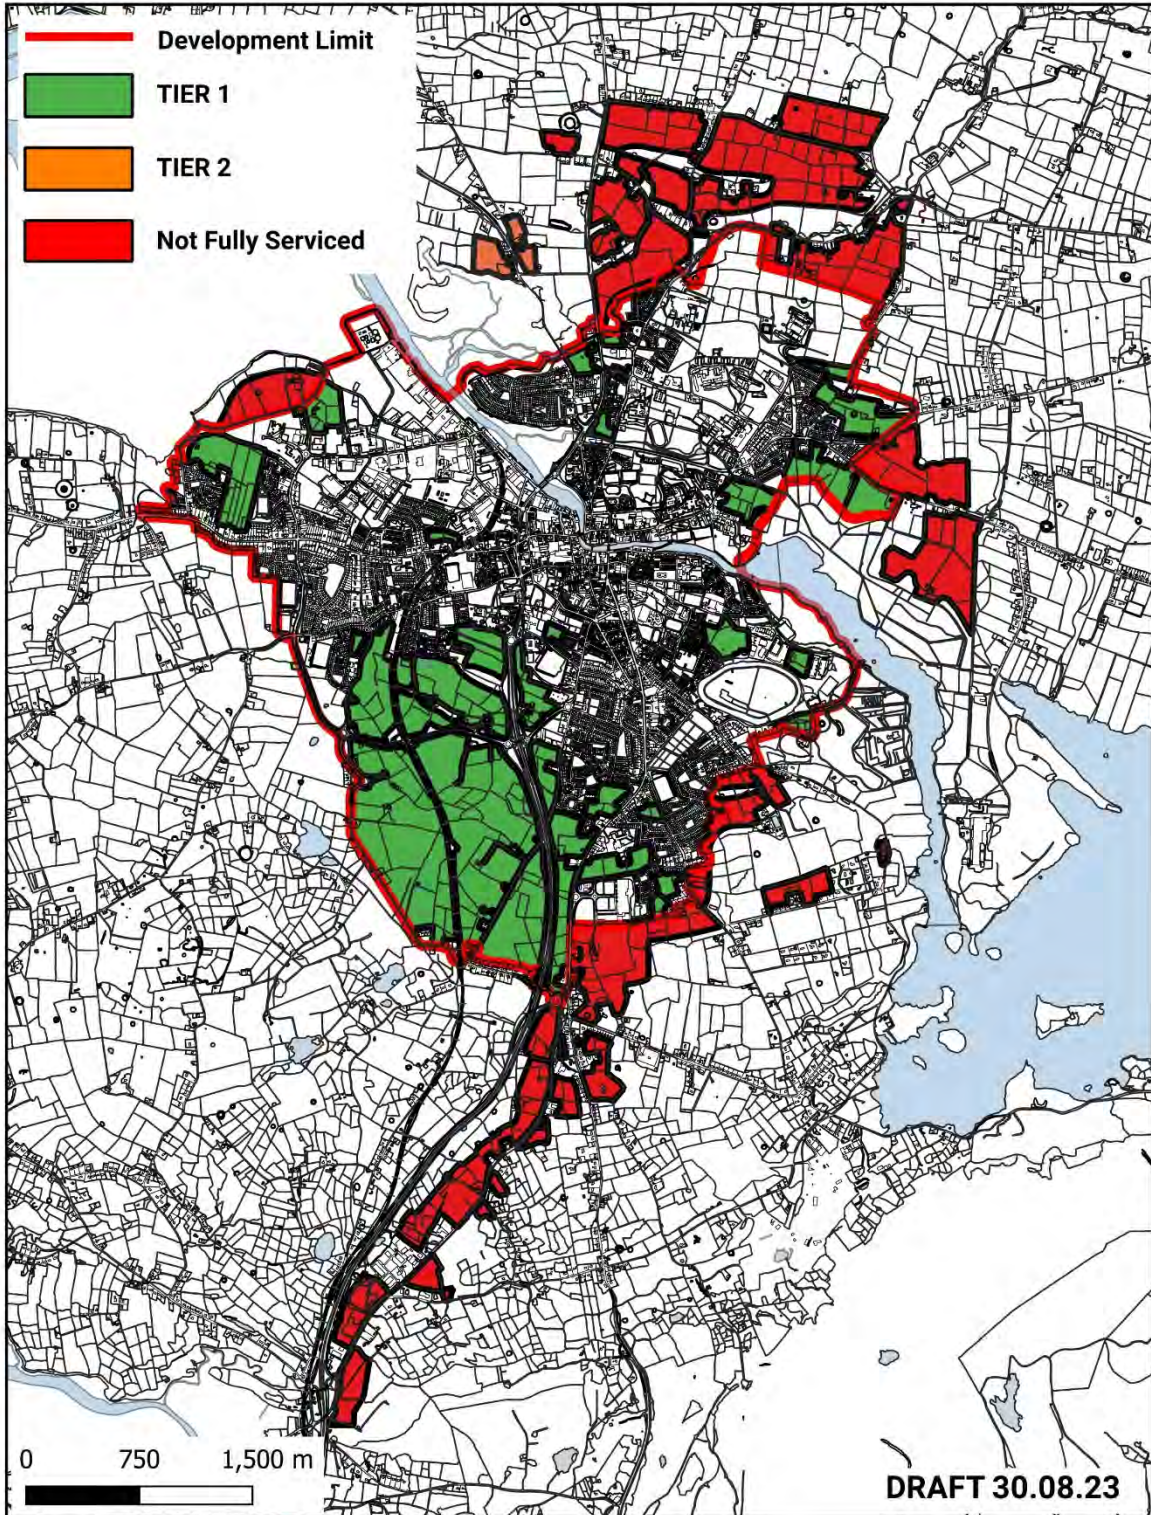 Development Limit
TIER 1
TIER 2
Not Fully Serviced
0 750 1,500 m
DRAFT 30.08.23